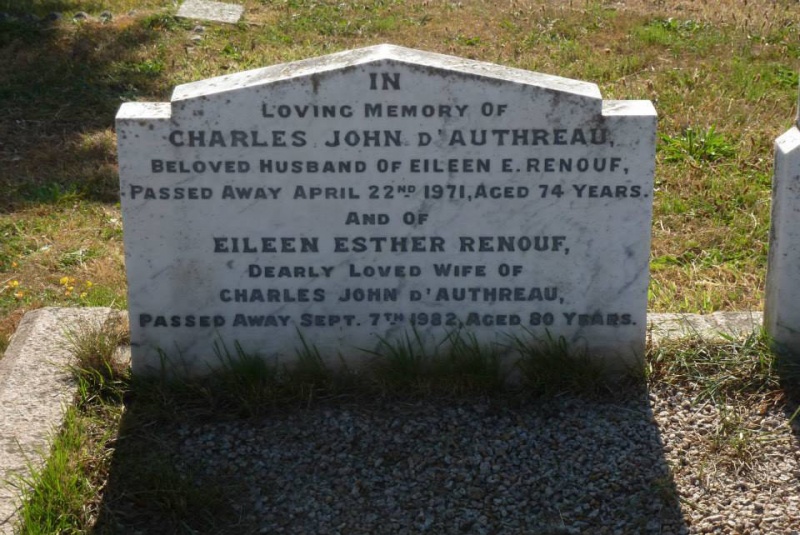 IN
LOVING MEMORY OF
CHARLES JOHN D'AUTHREAU,
BELOVED HUSBAND OF EILEEN E. RENOUF,
PASSED AWAY APRIL 22ND 1971, AGED 74 YEARS.
AND OF
EILEEN ESTHER RENOUF,
DEARLY LOVED WIFE OF
CHARLES JOHN D'AUTHREAU,
PASSED AWAY SEPT. 7TH 1982, AGED 80 YEARS.